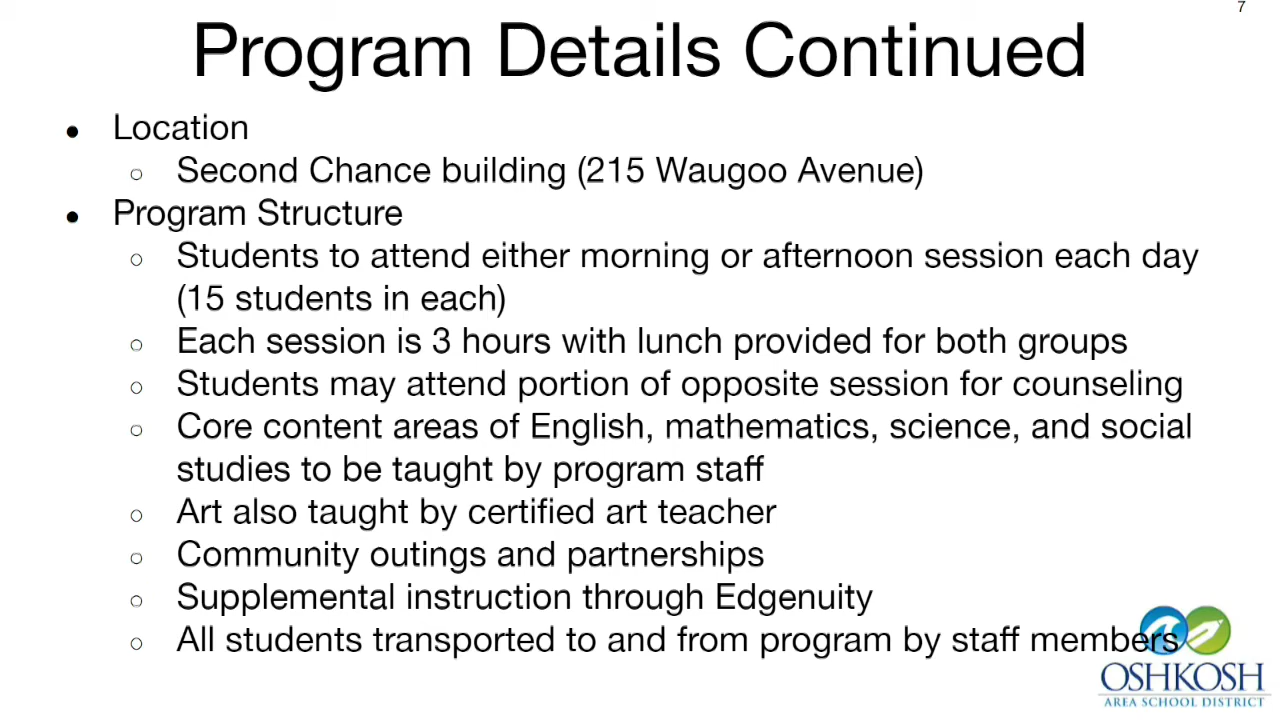 7
Program Details Continued
● Location
○ Second Chance building (215 Waugoo Avenue)
● Program Structure
○ Students to attend either morning or afternoon session each day
(15 students in each)
○ Each session is 3 hours with lunch provided for both groups
○ Students may attend portion of opposite session for counseling
○ Core content areas of English, mathematics, science, and social
studies to be taught by program staff
○ Art also taught by certified art teacher
○ Community outings and partnerships
○ Supplemental instruction through Edgenuity
○ All students transported to and from program by staff members
OSHKOSH
AREA SCHOOL DISTRICT